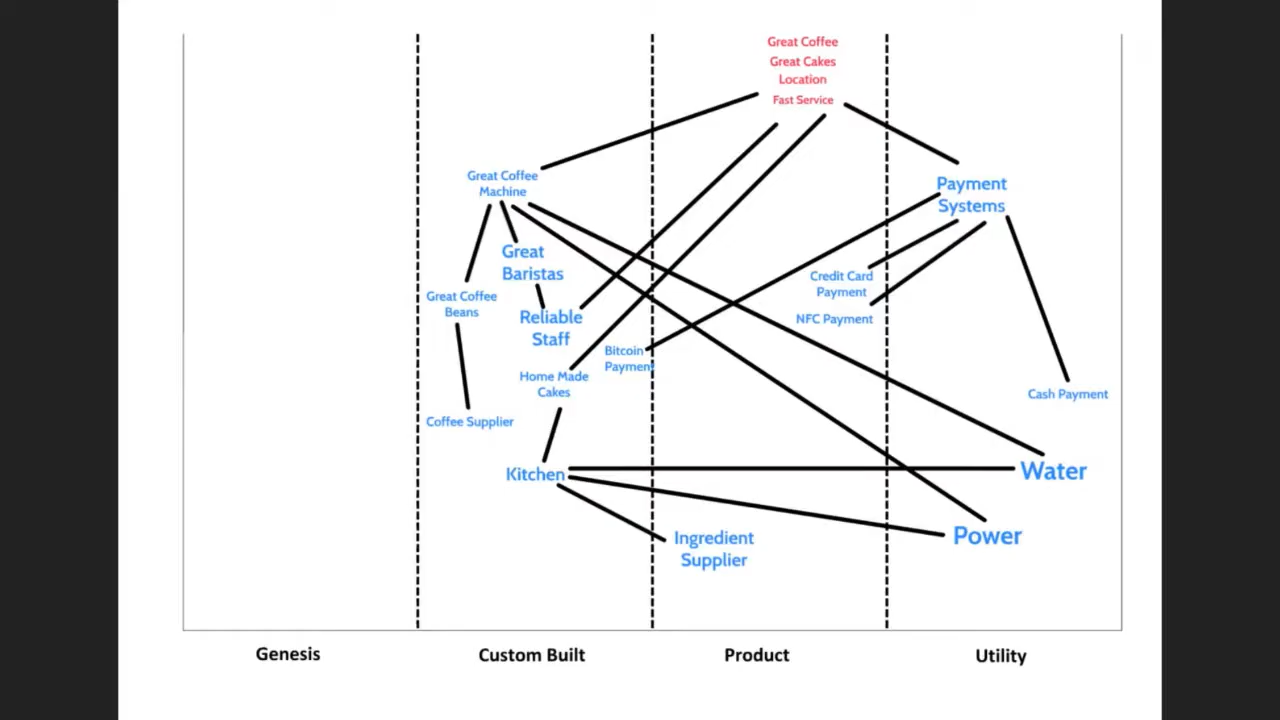 Great Coffee
Great Cakes
Location
Fast Service
Great Coffee
Machine
Payment
Systems
Great
Baristas
Credit Card
Payment
Great Coffee
Beans
Reliable
Staff
NFC Payment
Bitcoin
Payment
Home Made
Cakes
Cash Payment
Coffee Supplier
Kitchen
Water
Power
Ingredient
Supplier
Genesis
Custom Built
Product
Utility